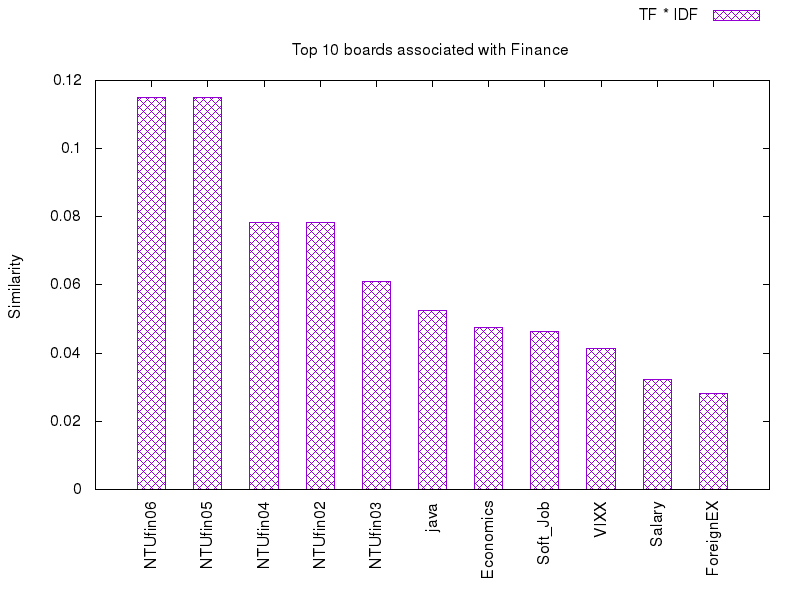 TF * IDF
Top 10 boards associated with Finance
Similarity
0.12
0.1
0.08
0.06
0.04
0.02
0
NTUfin06
NTUfin05
NTUfin04
NTUfin02
NTUfin03
java
Economics
Soft_Job
VIXX
Salary
ForeignEX